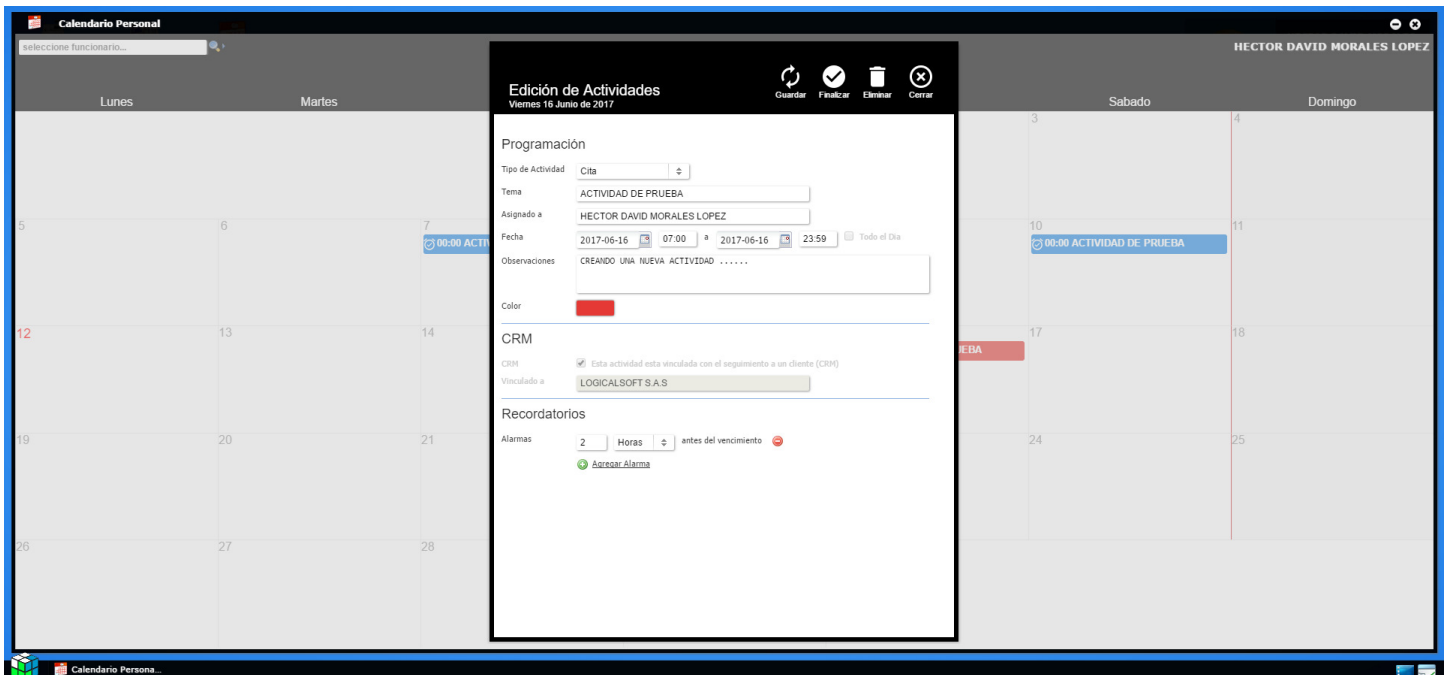 Calendario Personal
seleccione funcionario...
HECTOR DAVID MORALES LOPEZ
Lunes Martes Sabado Domingo
Edición de Actividades
Viernes 16 Junio de 2017
Guardar Finalizar Eliminar Cerrar
3 4
Programación
Tipo de Actividad Cita
Tema ACTIVIDAD DE PRUEBA
Asignado a HECTOR DAVID MORALES LOPEZ
5 6 7 10 11
Fecha 2017-06-16 07:00 a 2017-06-16 23:59 Todo el Dia
00:00 ACTIV 00:00 ACTIVIDAD DE PRUEBA
Observaciones CREANDO UNA NUEVA ACTIVIDAD ......
Color
12 13 14 17 18
CRM
UEBA
CRM Esta actividad esta vinculada con el seguimiento a un cliente (CRM)
Vinculado a LOGICALSOFT S.A.S
Recordatorios
19 20 21 24 25
Alarmas 2 Horas antes del vencimiento
Agregar Alarma
26 27 28
Calendario Persona...